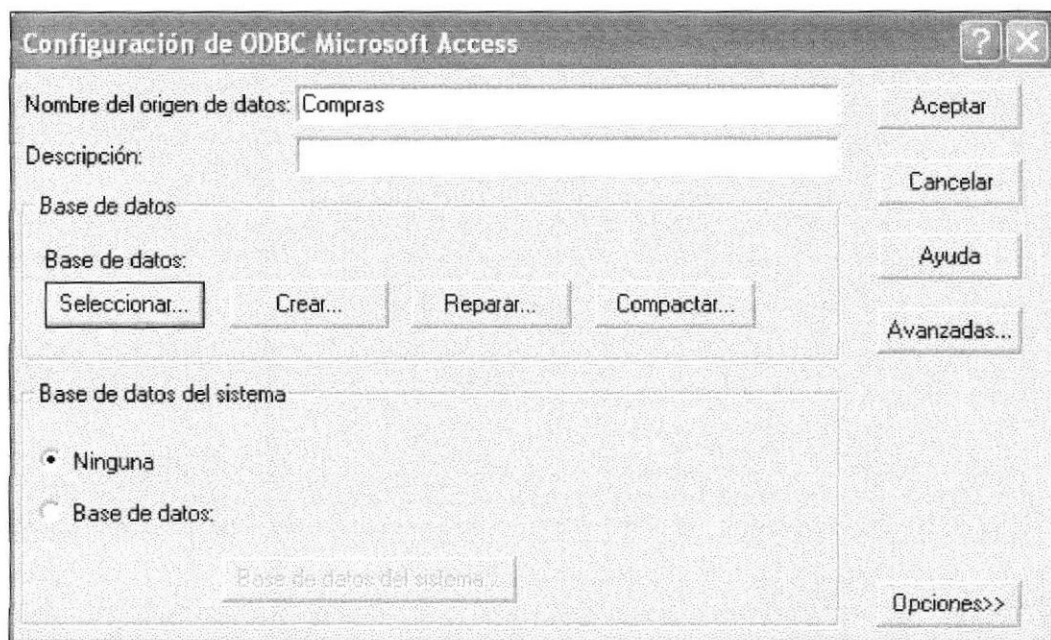 Configuración de ODBC Microsoft Access
Nombre del origen de datos: Compras
Aceptar
Descripción:
Cancelar
Base de datos
Base de datos:
Ayuda
Seleccionar... Crear... Reparar... Compactar...
Avanzadas...
Base de datos del sistema
Ninguna
Base de datos:
Base de datos del sistema...
Opciones>>